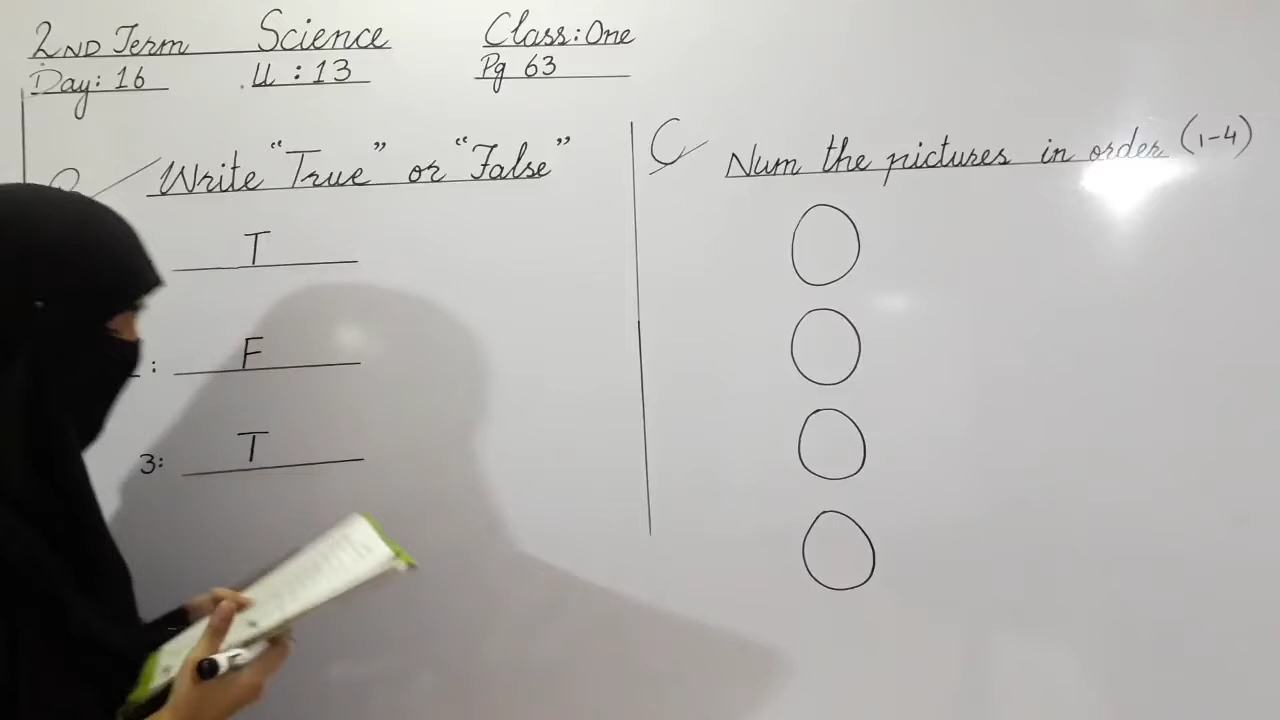 2ND Term Science Class: One
Day: 16 U : 13 Pg 63
Write "True" or "False"
T
: F
3: T
C Num the pictures in order (1-4)